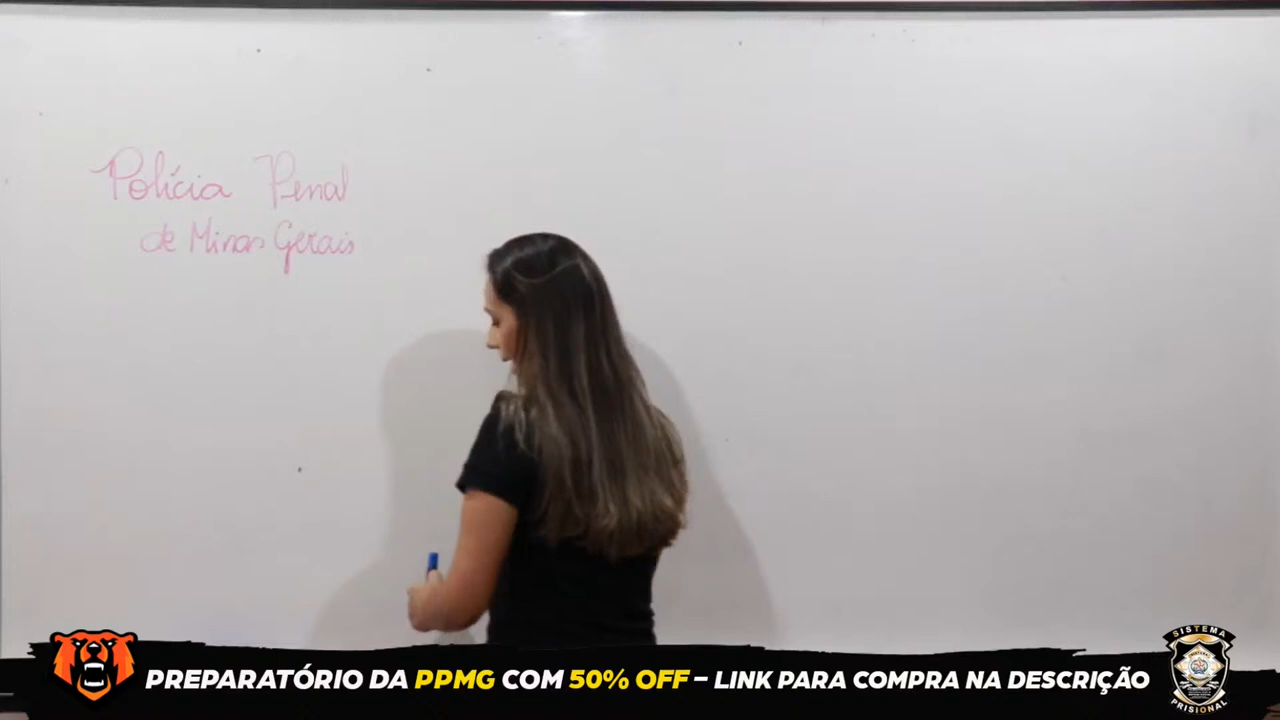 Polícia Penal
de Minas Gerais
PREPARATÓRIO DA PPMG COM 50% OFF – LINK PARA COMPRA NA DESCRIÇÃO
SISTEMA
PRISIONAL